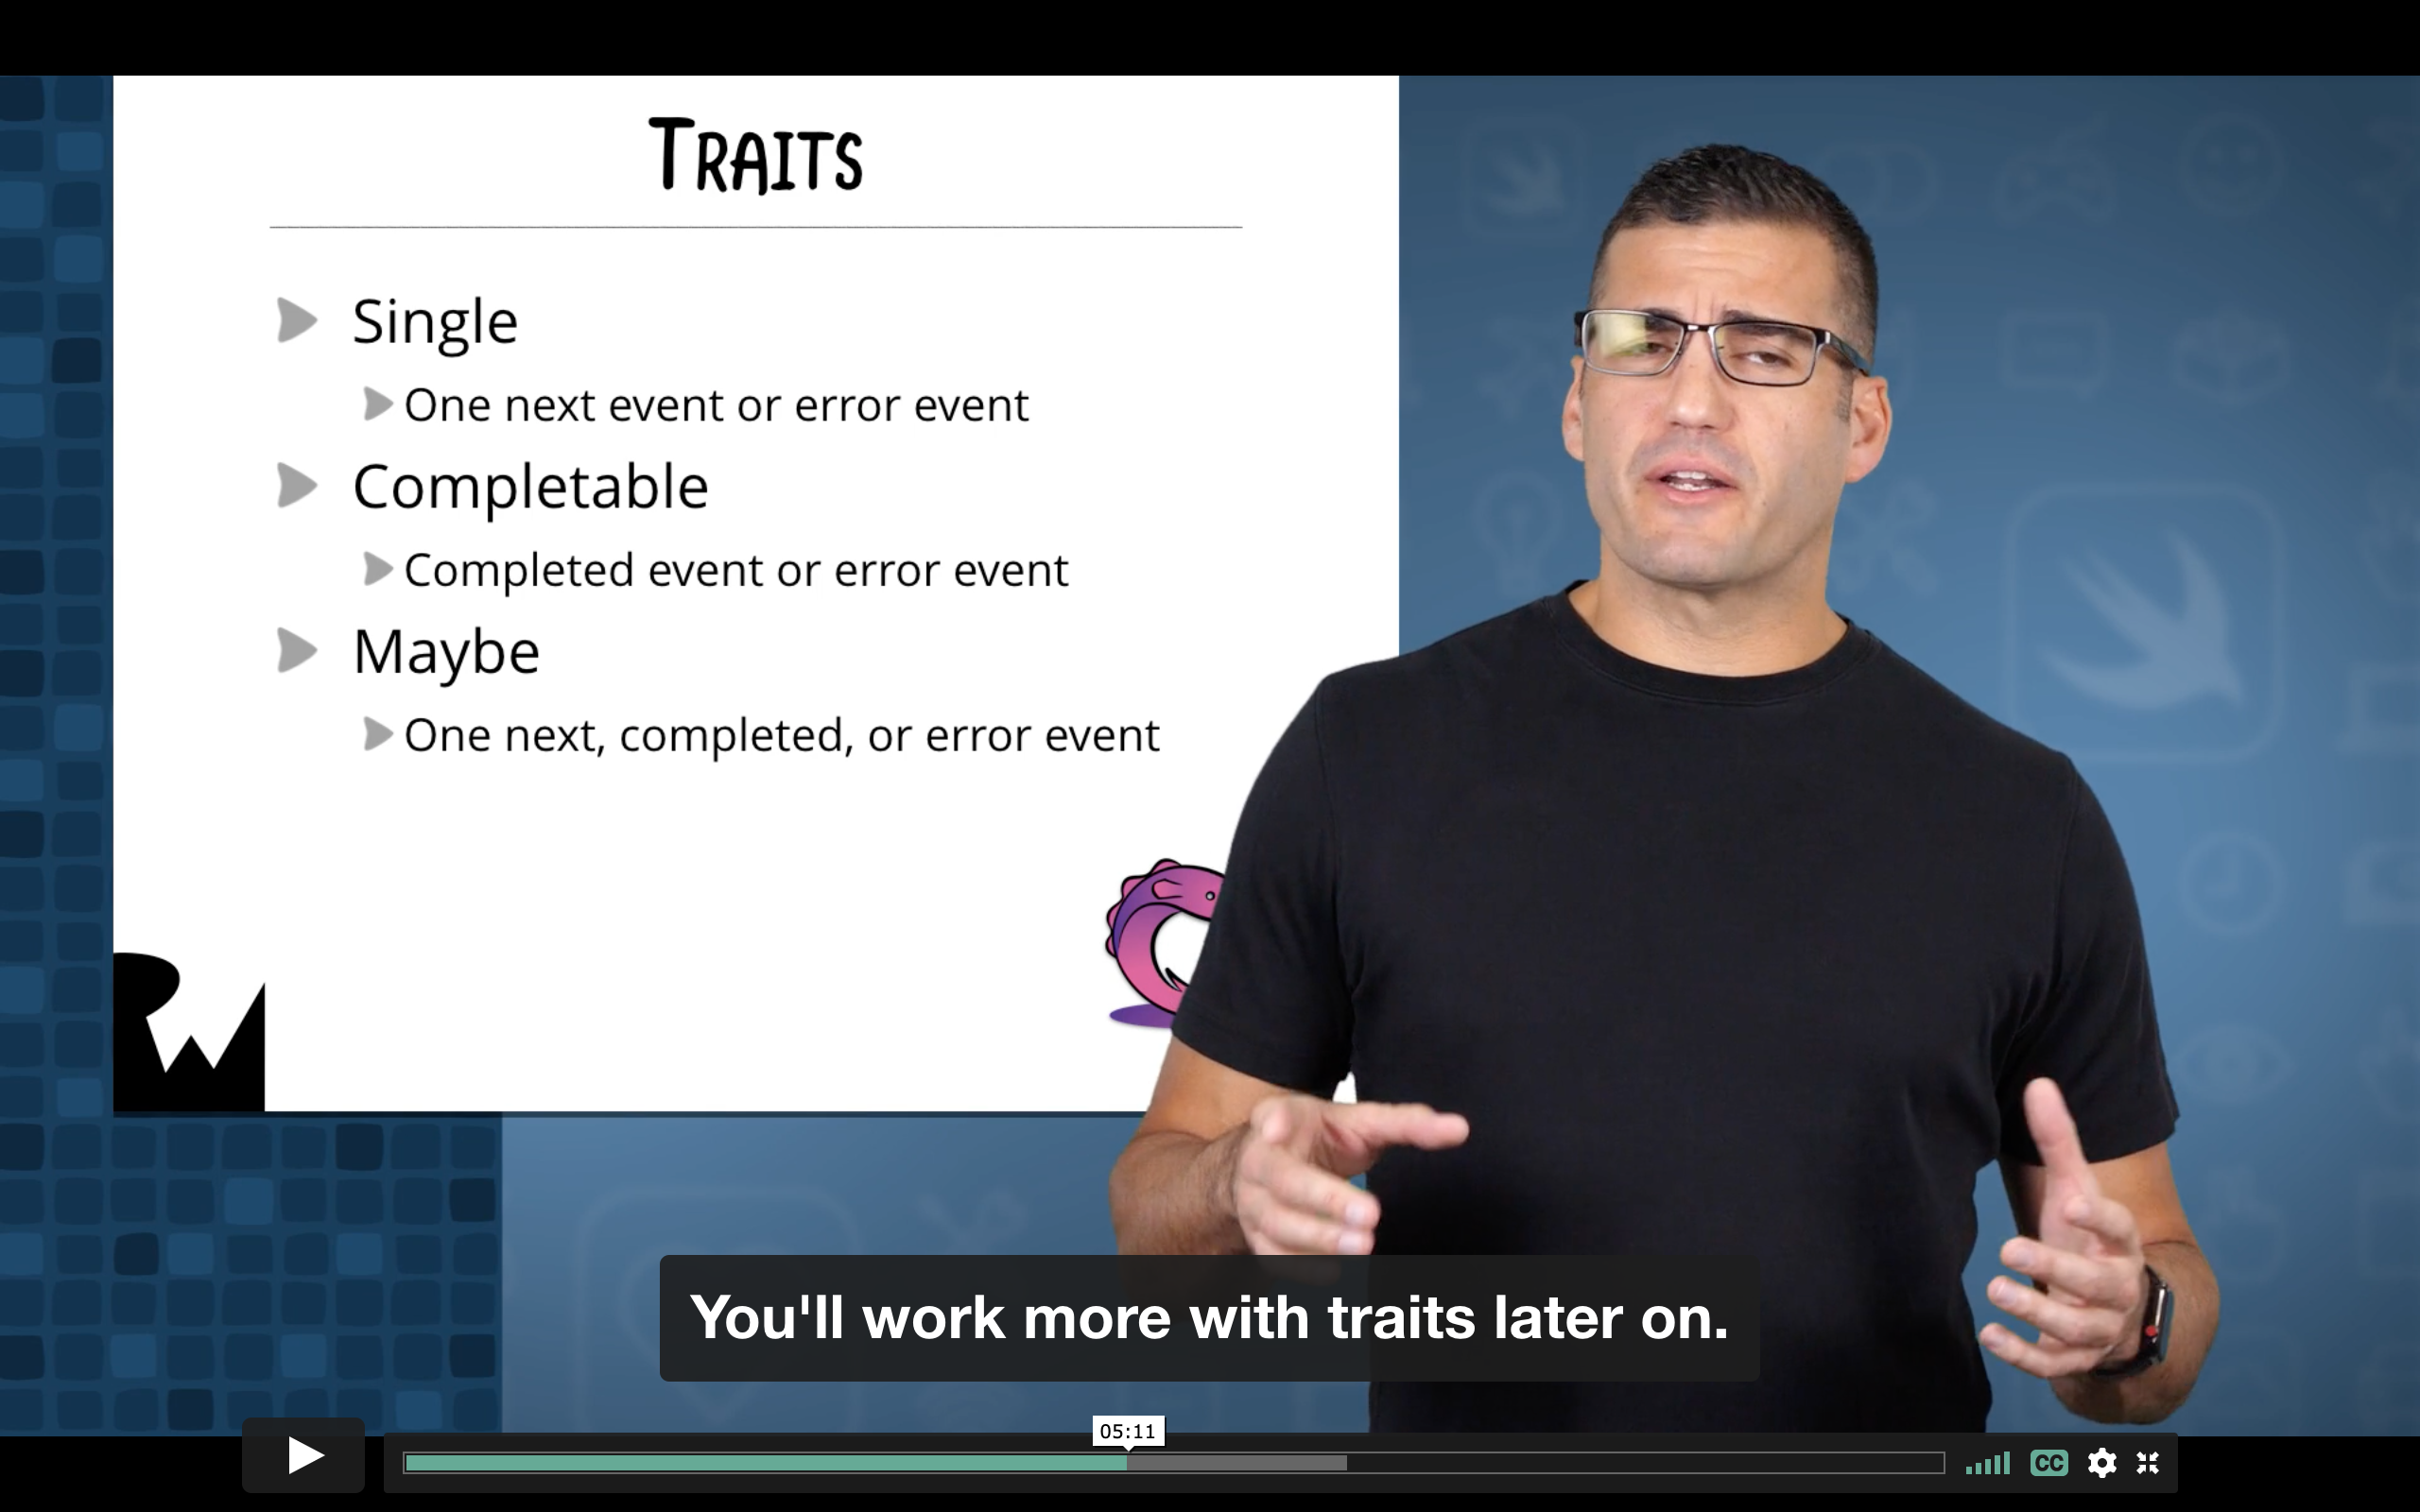 TRAITS
Single
One next event or error event
Completable
Completed event or error event
Maybe
One next, completed, or error event
RW
You'll work more with traits later on.
05:11
CC